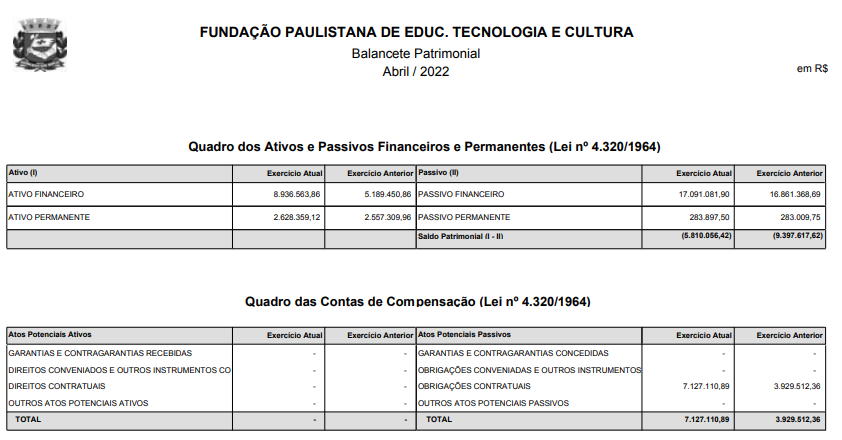 FUNDAÇÃO PAULISTANA DE EDUC. TECNOLOGIA E CULTURA
Balancete Patrimonial
Abril / 2022
em R$
Quadro dos Ativos e Passivos Financeiros e Permanentes (Lei nº 4.320/1964)
Ativo (I) Exercício Atual Exercício Anterior Passivo (II) Exercício Atual Exercício Anterior
ATIVO FINANCEIRO 8.936.563,86 5.189.450,86 PASSIVO FINANCEIRO 17.091.081,90 16.861.368,69
ATIVO PERMANENTE 2.628.359,12 2.557.309,96 PASSIVO PERMANENTE 283.897,50 283.009,75
Saldo Patrimonial (I - II) (5.810.056,42) (9.397.617,62)
Quadro das Contas de Compensação (Lei nº 4.320/1964)
Atos Potenciais Ativos Exercício Atual Exercício Anterior Atos Potenciais Passivos Exercício Atual Exercício Anterior
GARANTIAS E CONTRAGARANTIAS RECEBIDAS - - GARANTIAS E CONTRAGARANTIAS CONCEDIDAS - -
DIREITOS CONVENIADOS E OUTROS INSTRUMENTOS CO - - OBRIGAÇÕES CONVENIADAS E OUTROS INSTRUMENTOS - -
DIREITOS CONTRATUAIS - - OBRIGAÇÕES CONTRATUAIS 7.127.110,89 3.929.512,36
OUTROS ATOS POTENCIAIS ATIVOS - - OUTROS ATOS POTENCIAIS PASSIVOS - -
TOTAL - - TOTAL 7.127.110,89 3.929.512,36